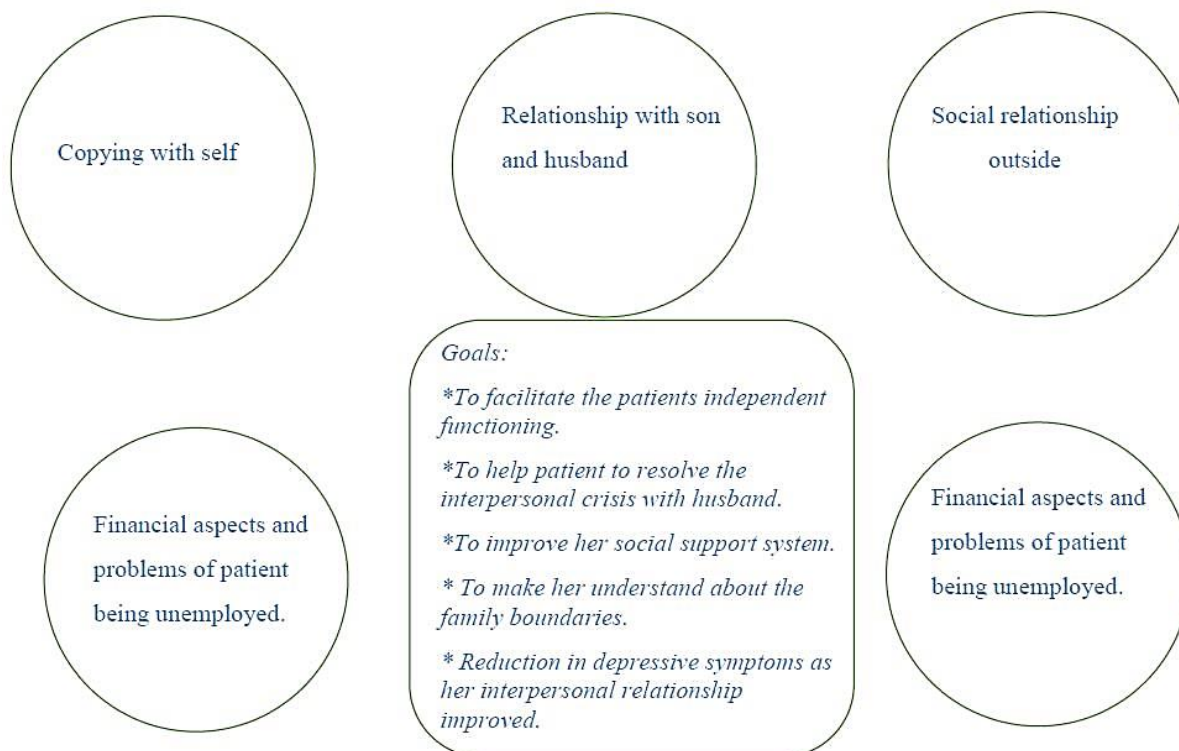 Copying with self
Relationship with son
and husband
Social relationship
outside
Goals:
*To facilitate the patients independent
functioning.
*To help patient to resolve the
interpersonal crisis with husband.
*To improve her social support system.
* To make her understand about the
family boundaries.
* Reduction in depressive symptoms as
her interpersonal relationship
improved.
Financial aspects and
problems of patient
being unemployed.
Financial aspects and
problems of patient
being unemployed.